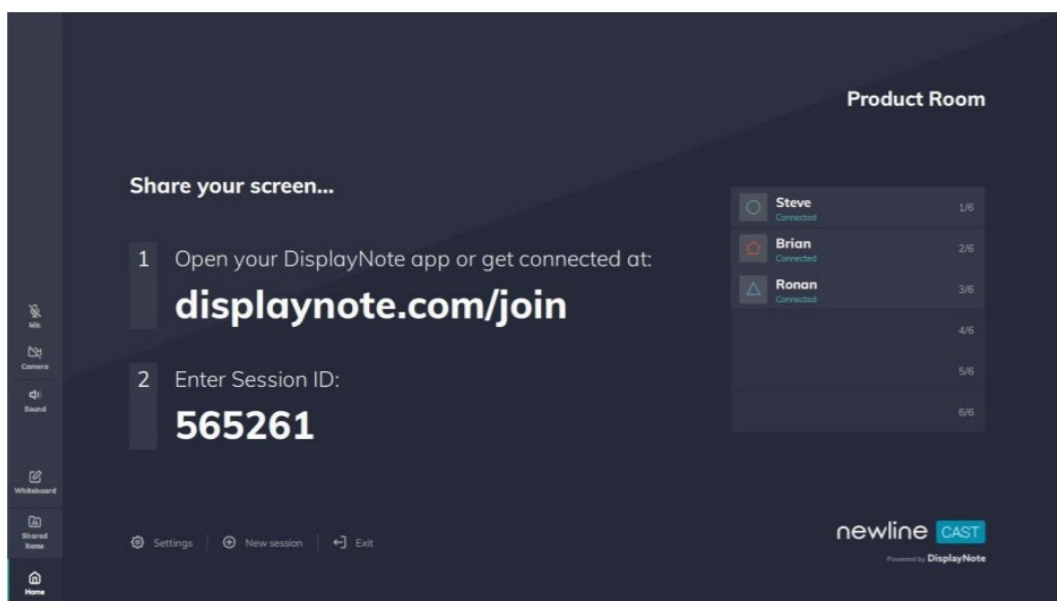 Product Room
Share your screen...
1 Open your DisplayNote app or get connected at:
displaynote.com/join
2 Enter Session ID:
565261
Steve 1/6
Connected
Brian 2/6
Connected
Ronan 3/6
Connected
4/6
5/6
6/6
Mic
Camera
Sound
Whiteboard
Shared
items
Home
Settings
New session
Exit
newline CAST
Powered by DisplayNote